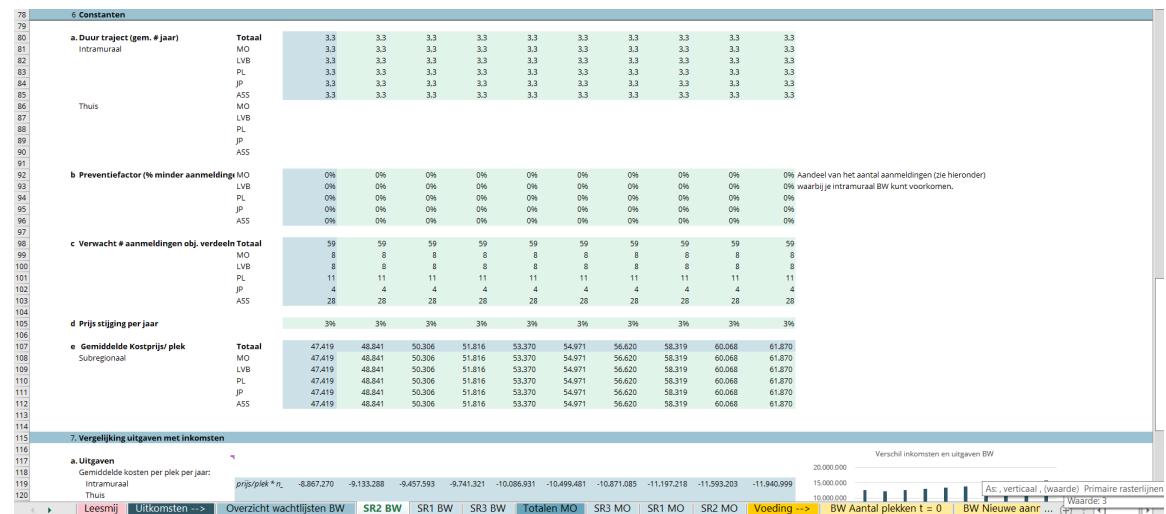 78 6 Constanten
79
80 a. Duur traject (gem. # jaar) Totaal 3,3 3,3 3,3 3,3 3,3 3,3 3,3 3,3 3,3 3,3
81 Intramuraal MO 3,3 3,3 3,3 3,3 3,3 3,3 3,3 3,3 3,3 3,3
82 LVB 3,3 3,3 3,3 3,3 3,3 3,3 3,3 3,3 3,3 3,3
83 PL 3,3 3,3 3,3 3,3 3,3 3,3 3,3 3,3 3,3 3,3
84 JP 3,3 3,3 3,3 3,3 3,3 3,3 3,3 3,3 3,3 3,3
85 ASS 3,3 3,3 3,3 3,3 3,3 3,3 3,3 3,3 3,3 3,3
86 Thuis MO
87 LVB
88 PL
89 JP
90 ASS
91
92 b Preventiefactor (% minder aanmeldinge MO 0% 0% 0% 0% 0% 0% 0% 0% 0% 0% Aandeel van het aantal aanmeldingen (zie hieronder)
93 LVB 0% 0% 0% 0% 0% 0% 0% 0% 0% 0% waarbij je intramuraal BW kunt voorkomen.
94 PL 0% 0% 0% 0% 0% 0% 0% 0% 0% 0%
95 JP 0% 0% 0% 0% 0% 0% 0% 0% 0% 0%
96 ASS 0% 0% 0% 0% 0% 0% 0% 0% 0% 0%
97
98 c Verwacht # aanmeldingen obj. verdeeln Totaal 59 59 59 59 59 59 59 59 59 59
99 MO 8 8 8 8 8 8 8 8 8 8
100 LVB 8 8 8 8 8 8 8 8 8 8
101 PL 11 11 11 11 11 11 11 11 11 11
102 JP 4 4 4 4 4 4 4 4 4 4
103 ASS 28 28 28 28 28 28 28 28 28 28
104
105 d Prijs stijging per jaar 3% 3% 3% 3% 3% 3% 3% 3% 3% 3%
106
107 e Gemiddelde Kostprijs/ plek Totaal 47.419 48.841 50.306 51.816 53.370 54.971 56.620 58.319 60.068 61.870
108 Subregionaal MO 47.419 48.841 50.306 51.816 53.370 54.971 56.620 58.319 60.068 61.870
109 LVB 47.419 48.841 50.306 51.816 53.370 54.971 56.620 58.319 60.068 61.870
110 PL 47.419 48.841 50.306 51.816 53.370 54.971 56.620 58.319 60.068 61.870
111 JP 47.419 48.841 50.306 51.816 53.370 54.971 56.620 58.319 60.068 61.870
112 ASS 47.419 48.841 50.306 51.816 53.370 54.971 56.620 58.319 60.068 61.870
113
114
115 7. Vergelijking uitgaven met inkomsten
116
117 a. Uitgaven Verschil inkomsten en uitgaven BW
118 Gemiddelde kosten per plek per jaar: 20.000.000
119 Intramuraal prijs/plek * n_ -8.867.270 -9.133.288 -9.457.593 -9.741.321 -10.086.931 -10.499.481 -10.871.085 -11.197.218 -11.593.203 -11.940.999 15.000.000 As: , verticaal , (waarde) Primaire rasterlijnen
120 Thuis 10.000.000 Waarde: 3
Leesmij Uitkomsten --> Overzicht wachtlijsten BW SR2 BW SR1 BW SR3 BW Totalen MO SR3 MO SR1 MO SR2 MO Voeding --> BW Aantal plekken t = 0 BW Nieuwe aanr ...